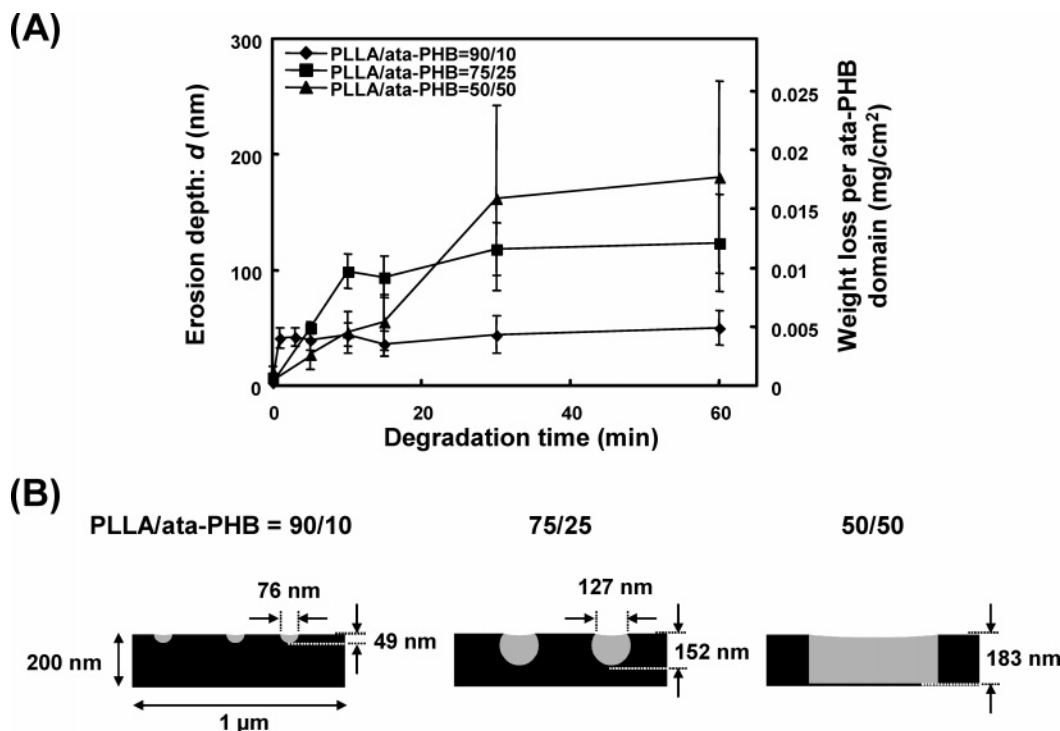 (A)
300
200
100
0
Erosion depth: d (nm)
PLLA/ata-PHB=90/10
PLLA/ata-PHB=75/25
PLLA/ata-PHB=50/50
0.025
0.02
0.015
0.01
0.005
0
Weight loss per ata-PHB
domain (mg/cm²)
0 20 40 60
Degradation time (min)
(B)
PLLA/ata-PHB = 90/10 75/25 50/50
76 nm
127 nm
49 nm
200 nm
152 nm
183 nm
1 µm